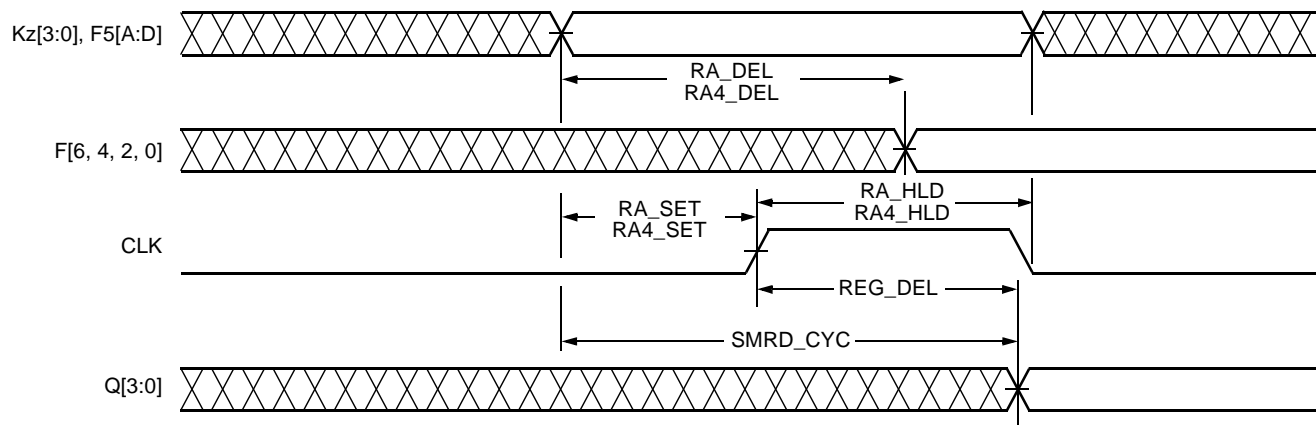 Kz[3:0], F5[A:D]
RA_DEL
RA4_DEL
F[6, 4, 2, 0]
RA_SET
RA4_SET
RA_HLD
RA4_HLD
CLK
REG_DEL
SMRD_CYC
Q[3:0]